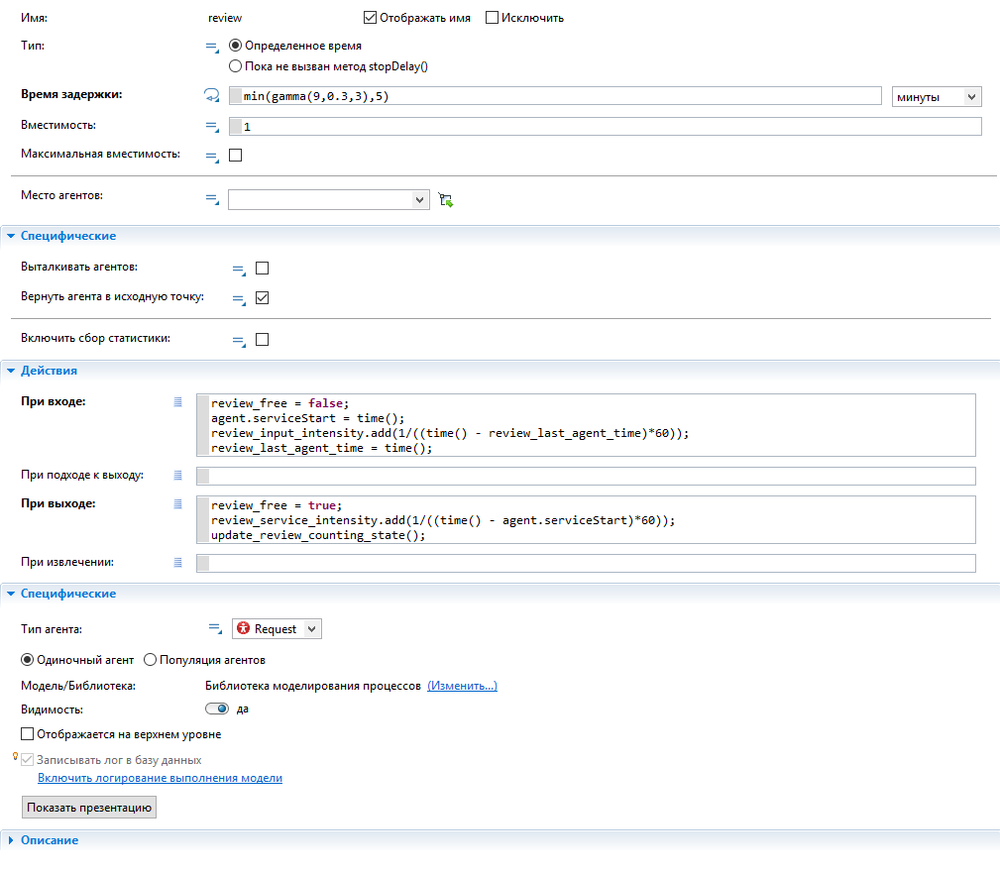 Имя: review Отображать имя Исключить
Тип: Определенное время
Пока не вызван метод stopDelay()
Время задержки: min(gamma(9,0.3,3),5) минуты
Вместимость: 1
Максимальная вместимость:
Место агентов:
Специфические
Выталкивать агентов:
Вернуть агента в исходную точку:
Включить сбор статистики:
Действия
При входе: review_free = false;
agent.serviceStart = time();
review_input_intensity.add(1/((time() - review_last_agent_time)*60));
review_last_agent_time = time();
При подходе к выходу:
При выходе: review_free = true;
review_service_intensity.add(1/((time() - agent.serviceStart)*60));
update_review_counting_state();
При извлечении:
Специфические
Тип агента: Request
Одиночный агент Популяция агентов
Модель/Библиотека: Библиотека моделирования процессов (Изменить...)
Видимость: да
Отображается на верхнем уровне
Записывать лог в базу данных
Включить логирование выполнения модели
Показать презентацию
Описание